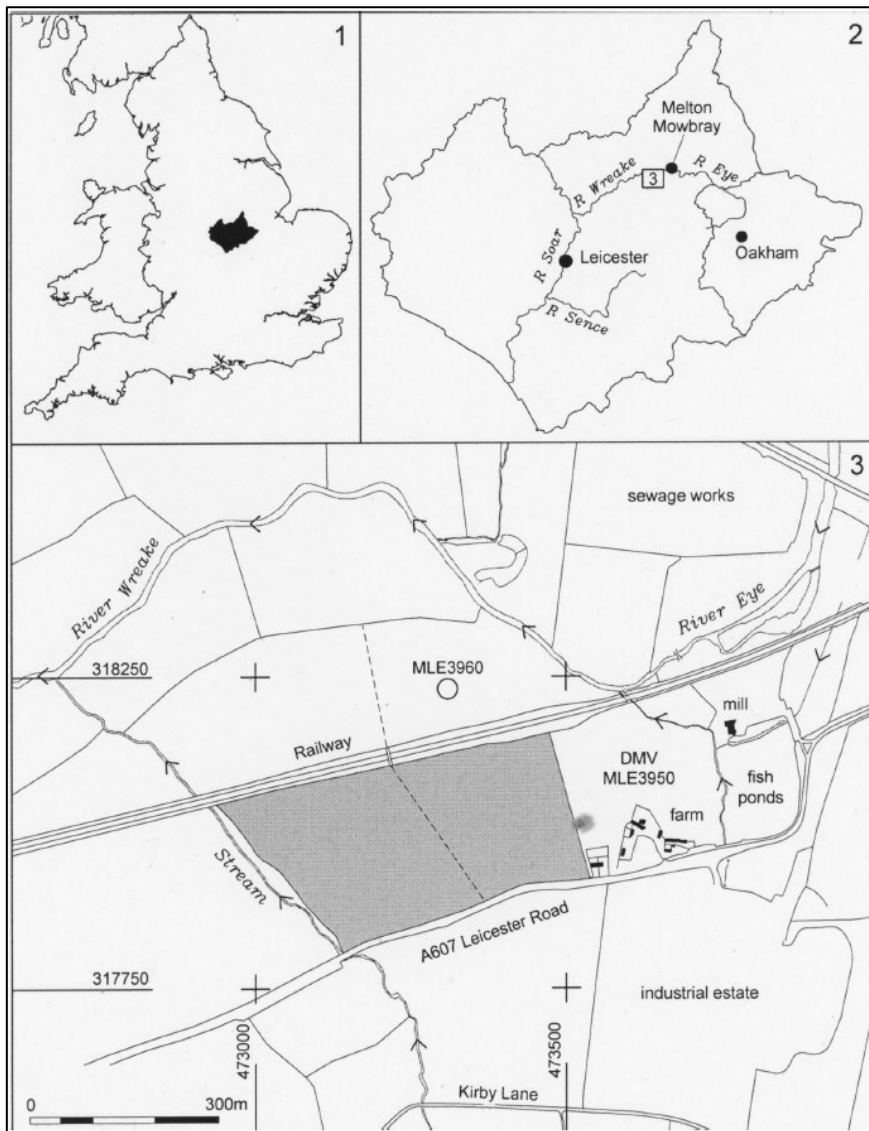 1
2
Melton
Mowbray
R Wreake
3
R Eye
R Soar
Leicester
Oakham
R Sence
3
sewage works
River Wreake
River Eye
318250
MLE3960
mill
Railway
DMV
MLE3950
fish
ponds
farm
Stream
A607 Leicester Road
317750
industrial estate
473000
473500
Kirby Lane
0
300m